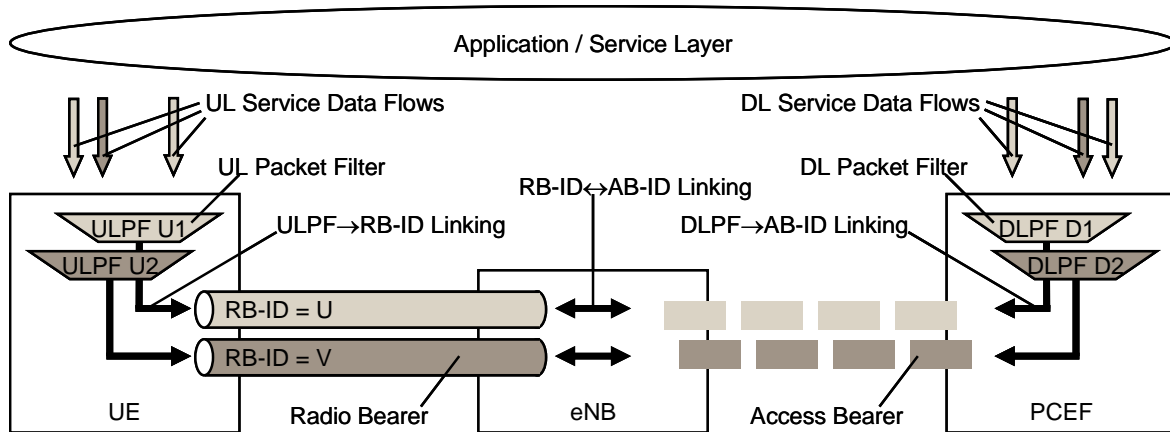 Application / Service Layer
UL Service Data Flows
DL Service Data Flows
UL Packet Filter
DL Packet Filter
RB-ID↔AB-ID Linking
ULPF U1
ULPF→RB-ID Linking
DLPF→AB-ID Linking
DLPF D1
ULPF U2
DLPF D2
RB-ID = U
RB-ID = V
UE
Radio Bearer
eNB
Access Bearer
PCEF